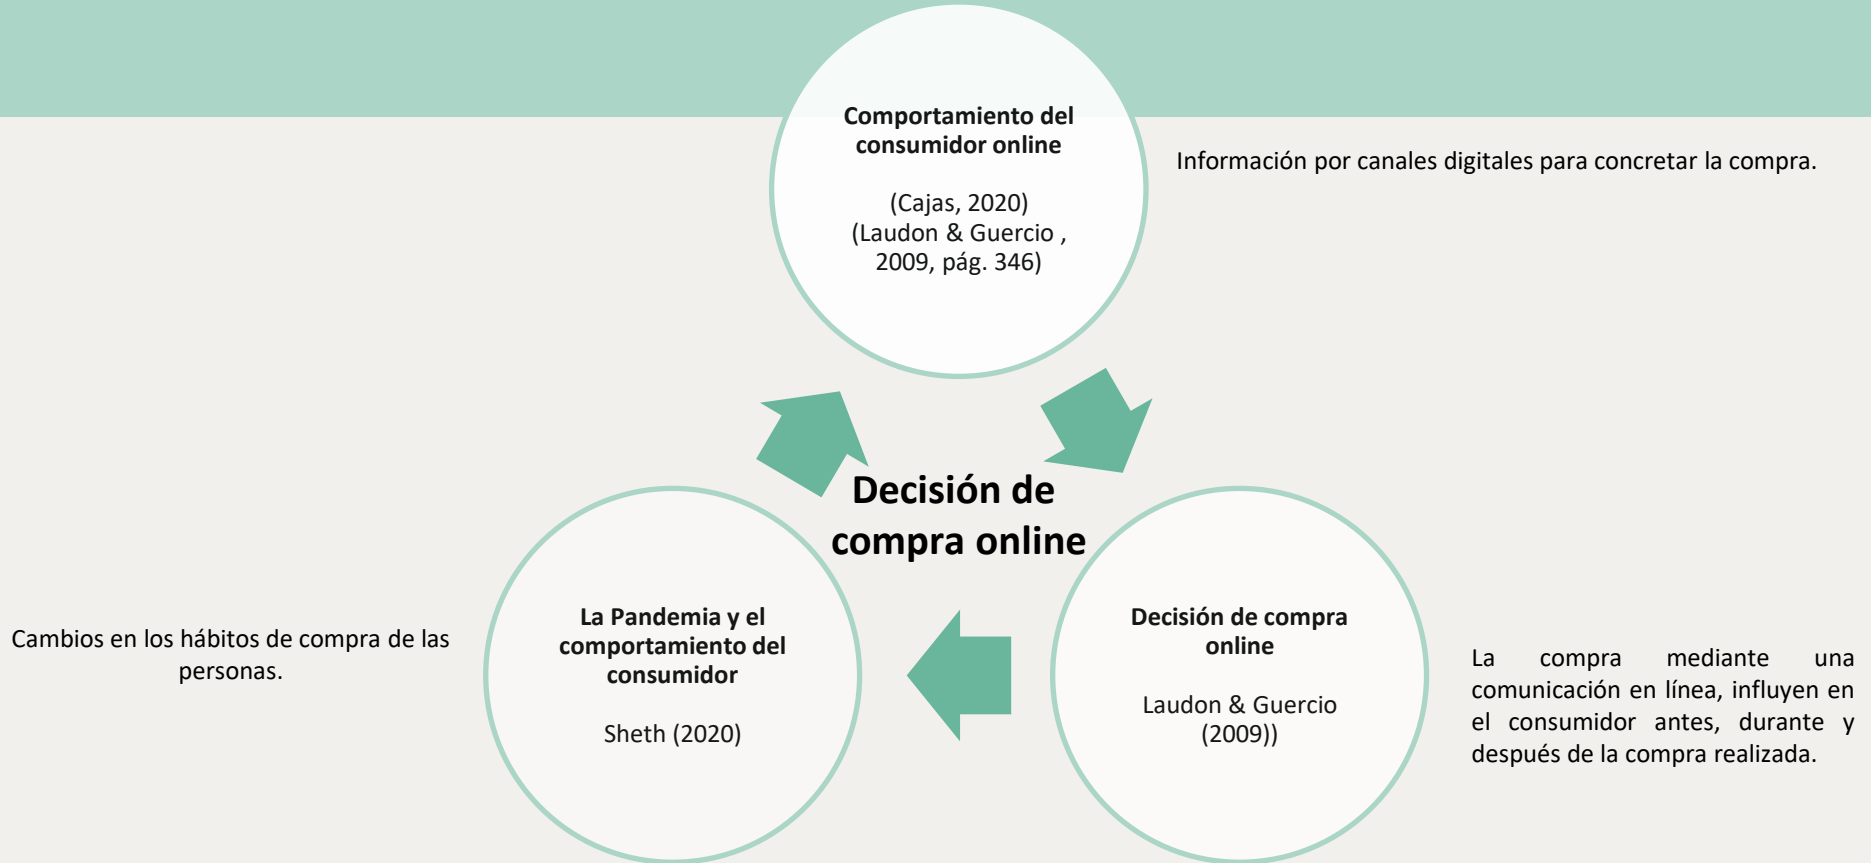 Comportamiento del
consumidor online
(Cajas, 2020)
(Laudon & Guercio ,
2009, pág. 346)
Información por canales digitales para concretar la compra.
Decisión de
compra online
La Pandemia y el
comportamiento del
consumidor
Sheth (2020)
Cambios en los hábitos de compra de las
personas.
Decisión de compra
online
Laudon & Guercio
(2009))
La compra mediante una
comunicación en línea, influyen en
el consumidor antes, durante y
después de la compra realizada.